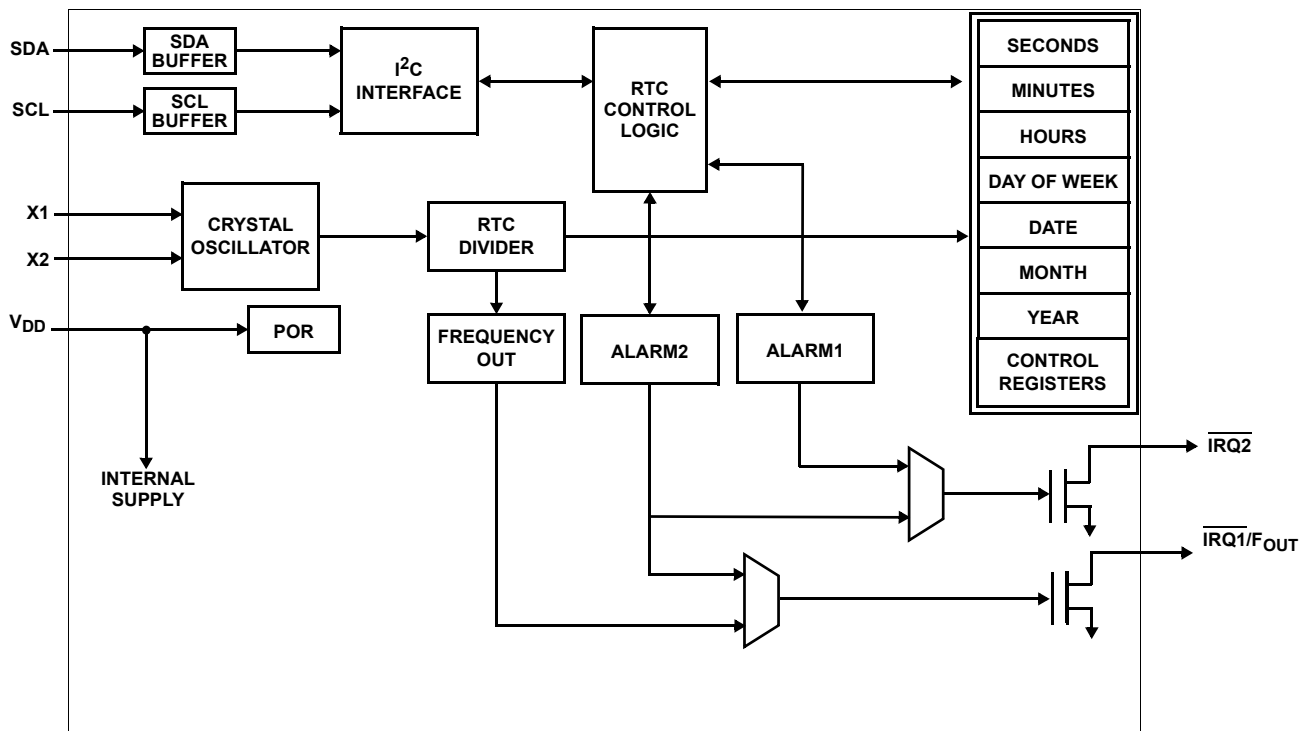 SDA
SDA
BUFFER
I²C
INTERFACE
RTC
CONTROL
LOGIC
SECONDS
MINUTES
HOURS
DAY OF WEEK
DATE
MONTH
YEAR
CONTROL
REGISTERS
SCL
SCL
BUFFER
X1
X2
CRYSTAL
OSCILLATOR
RTC
DIVIDER
VDD
POR
FREQUENCY
OUT
ALARM2
ALARM1
INTERNAL
SUPPLY
IRQ2
IRQ1/FOUT